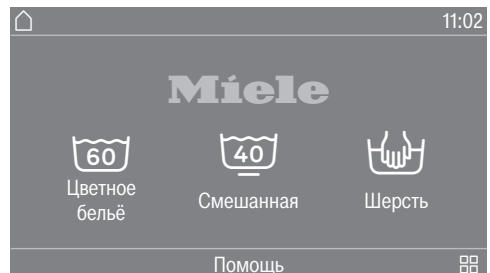 11:02
Miele
60
40
Цветное
бельё
Смешанная
Шерсть
Помощь